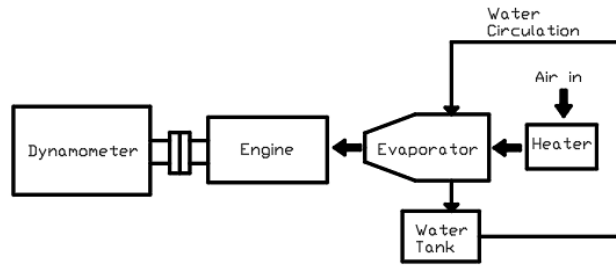 Water
Circulation
Air in
Dynamometer
Engine
Evaporator
Heater
Water
Tank